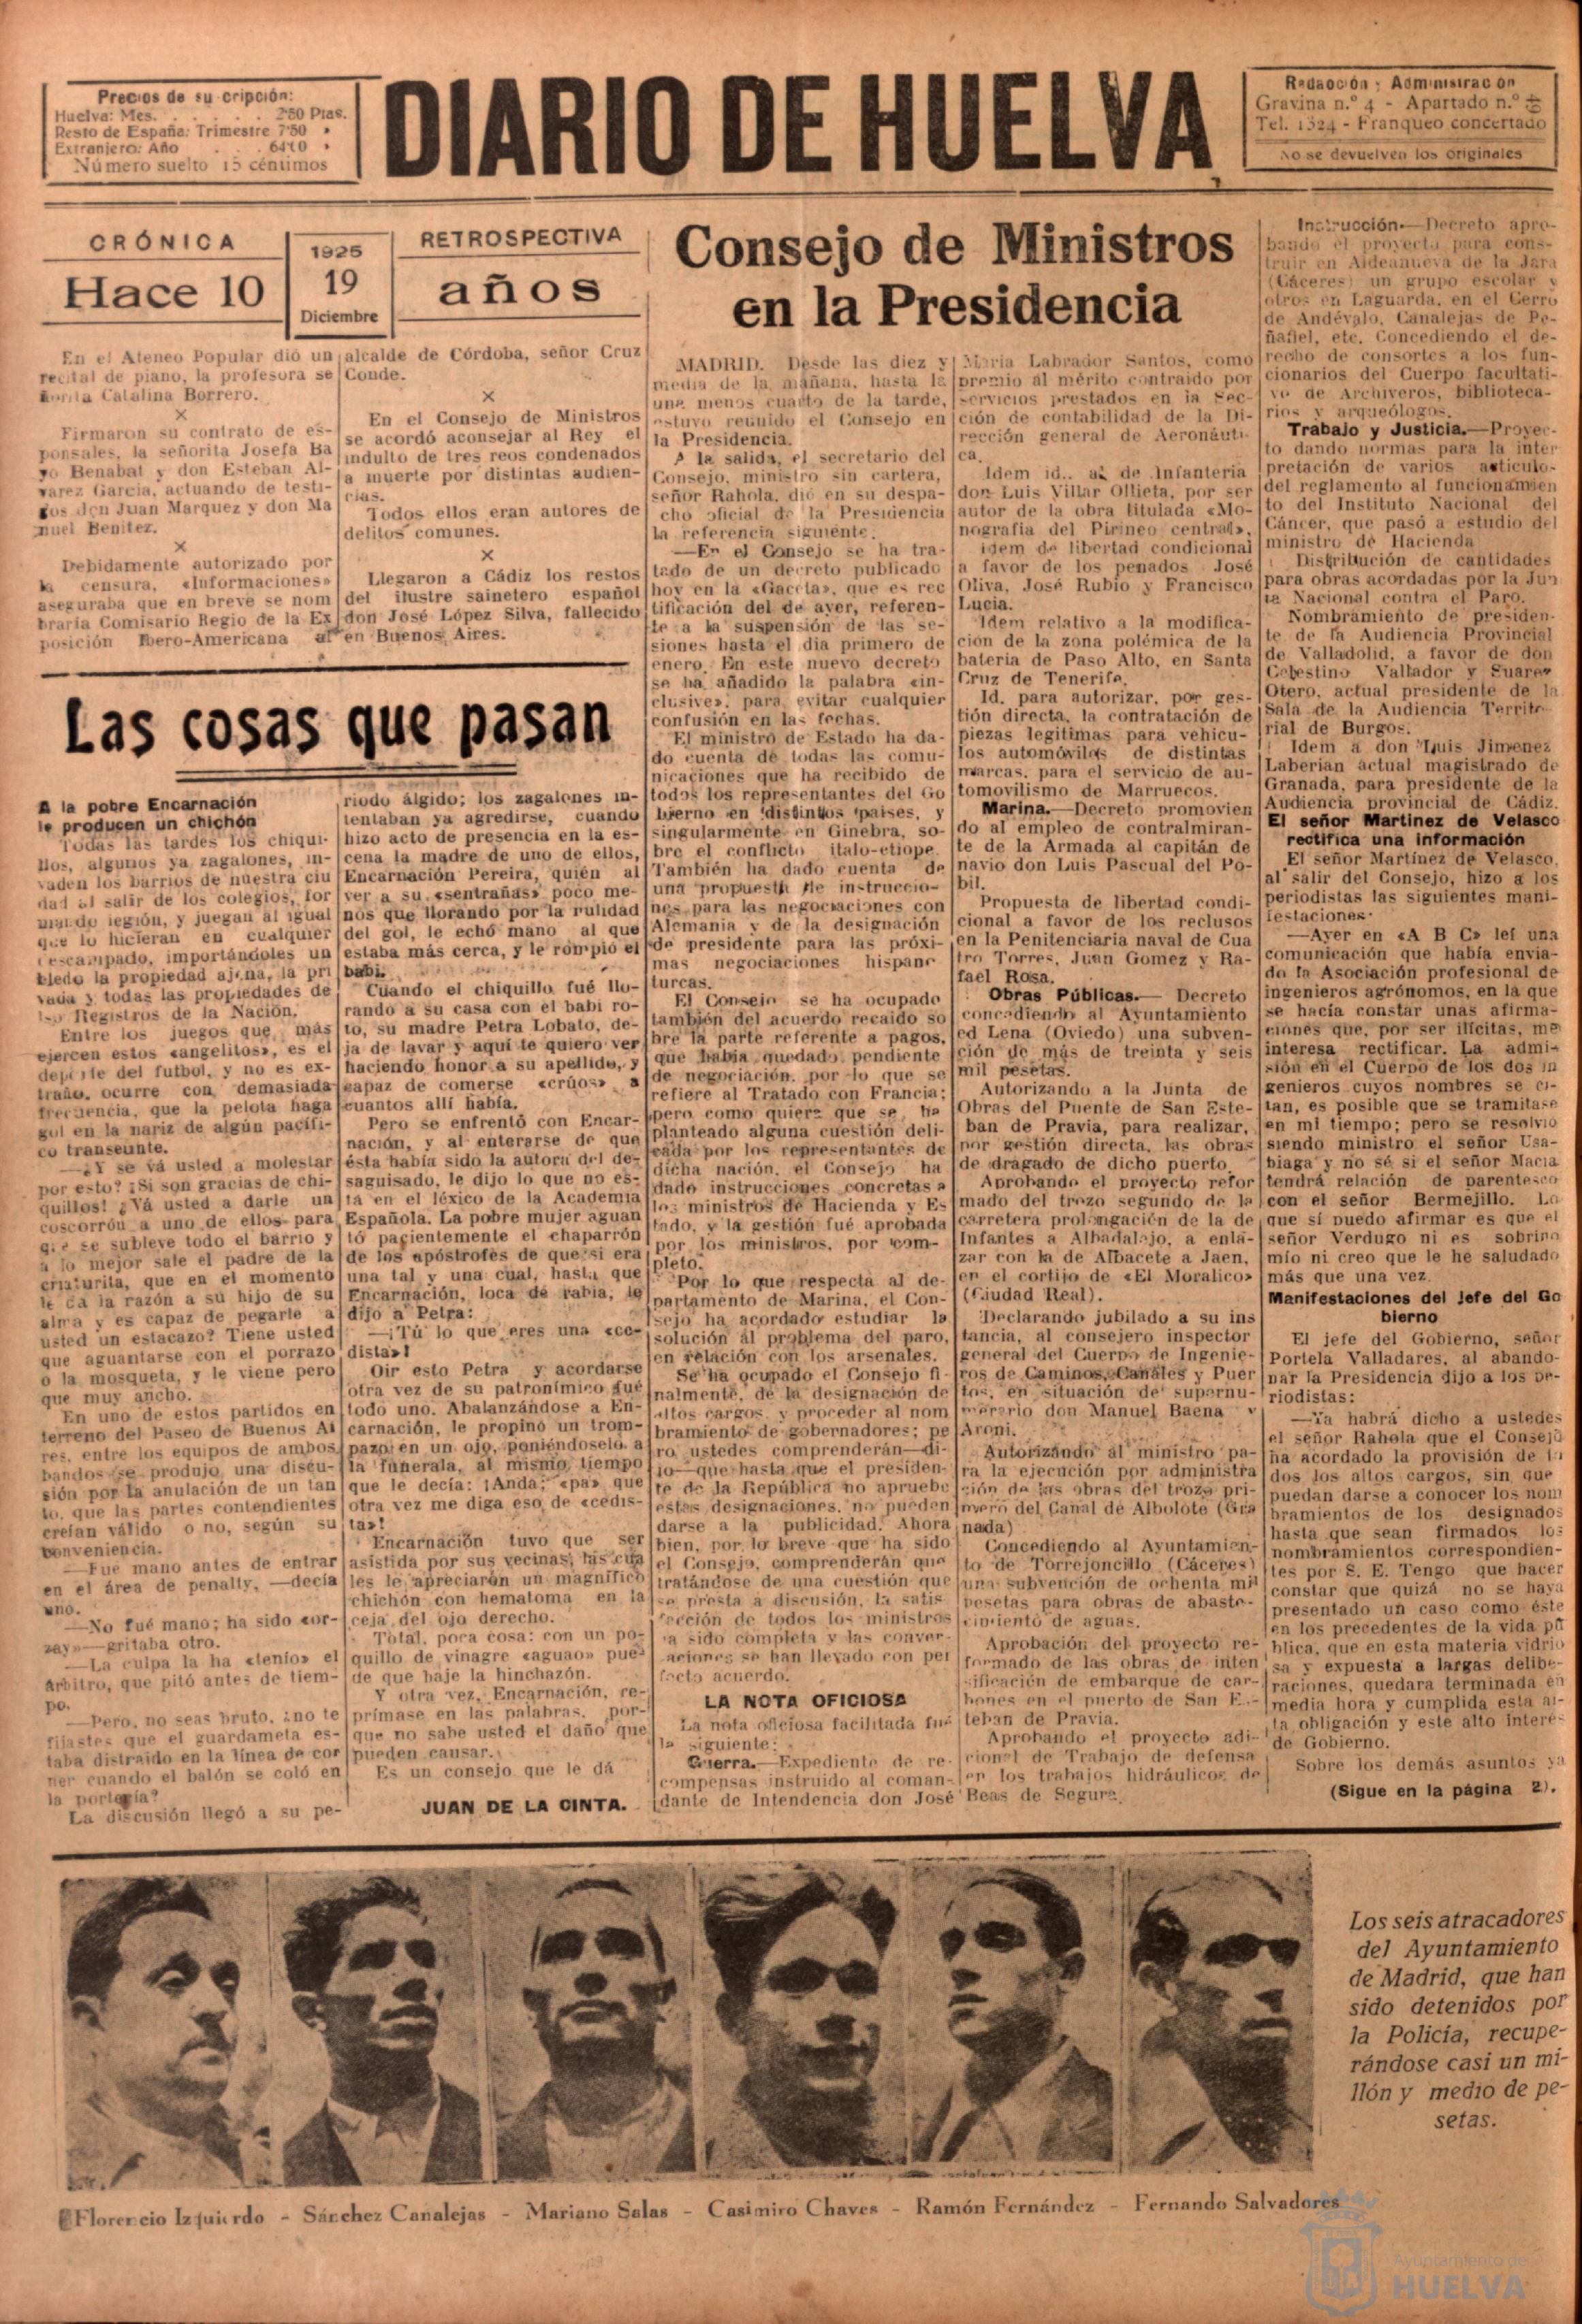 Precios de su cripción:
Huelva: Mes. . . . . . 2'50 Ptas.
Resto de España: Trimestre 7'50 »
Extranjero: Año . . . 64'0 »
Número suelto 15 céntimos
DIARIO DE HUELVA
Redacción y Administración
Gravina n.º 4 - Apartado n.º
Tel. 1324 - Franqueo concertado
No se devuelven los originales
CRÓNICA
RETROSPECTIVA
Hace 10
1925
19
Diciembre
años
En el Ateneo Popular dió un
recital de piano, la profesora se
ñorita Catalina Borrero.
×
Firmaron su contrato de es-
ponsales, la señorita Josefa Ba
yo Benabat y don Esteban Al-
varez Garcia, actuando de testi-
gos don Juan Marquez y don Ma
nuel Benitez.
×
Debidamente autorizado por
la censura, «Informaciones»
aseguraba que en breve se nom
braría Comisario Regio de la Ex
posición Ibero-Americana al
alcalde de Córdoba, señor Cruz
Conde.
×
En el Consejo de Ministros
se acordó aconsejar al Rey el
indulto de tres reos condenados
a muerte por distintas audien-
cias.
Todos ellos eran autores de
delitos comunes.
×
Llegaron a Cádiz los restos
del ilustre sainetero español
don José López Silva, fallecido
en Buenos Aires.
Las cosas que pasan
A la pobre Encarnación
le producen un chichón
Todas las tardes los chiqui-
llos, algunos ya zagalones, in-
vaden los barrios de nuestra ciu
dad al salir de los colegios, for
mando legión, y juegan al igual
que lo hicieran en cualquier
descampado, importándoles un
bledo la propiedad ajena, la pri
vada y todas las propiedades de
los Registros de la Nación.
Entre los juegos que más
ejercen estos «angelitos», es el
deporte del futbol, y no es ex-
traño, ocurre con demasiada
frecuencia, que la pelota haga
gol en la nariz de algún pacífi-
co transeunte.
—¿Y se vá usted a molestar
por esto? ¡Si son gracias de chi-
quillos! ¿Vá usted a darle un
coscorrón a uno de ellos para
que se subleve todo el barrio y
a lo mejor sale el padre de la
criaturita, que en el momento
le da la razón a su hijo de su
alma y es capaz de pegarle a
usted un estacazo? Tiene usted
que aguantarse con el porrazo
o la mosqueta, y le viene pero
que muy ancho.
En uno de estos partidos en
terreno del Paseo de Buenos Ai
res, entre los equipos de ambos
bandos se produjo una discu-
sión por la anulación de un tan
to, que las partes contendientes
creían válido o no, según su
conveniencia.
—Fue mano antes de entrar
en el área de penalty, —decía
uno.
—No fué mano; ha sido «or-
zay»—gritaba otro.
—La culpa la ha «tenío» el
árbitro, que pitó antes de tiem-
po.
—Pero, no seas bruto, ¿no te
fijastes que el guardameta es-
taba distraido en la línea de cor
ner cuando el balón se coló en
la portería?
La discusión llegó a su pe-
riodo álgido; los zagalones in-
tentaban ya agredirse, cuando
hizo acto de presencia en la es-
cena la madre de uno de ellos,
Encarnación Pereira, quién al
ver a su «sentrañas» poco me-
nos que llorando por la rulidad
del gol, le echó mano al que
estaba más cerca, y le rompió el
babi.
Cuando el chiquillo fué llo-
rando a su casa con el babi ro-
to, su madre Petra Lobato, de-
ja de lavar y aquí te quiero ver
haciendo honor a su apellido, y
capaz de comerse «crúos» a
cuantos allí había.
Pero se enfrentó con Encar-
nación, y al enterarse de que
ésta había sido la autora del de-
saguisado, le dijo lo que no es-
tá en el léxico de la Academia
Española. La pobre mujer aguan
tó pacientemente el chaparrón
de los apóstrofes de que si era
una tal y una cual, hasta que
Encarnación, loca de rabia, le
dijo a Petra:
—¡Tú lo que eres una «ce-
dista»!
Oir esto Petra y acordarse
otra vez de su patronímico fué
todo uno. Abalanzándose a En-
carnación, le propinó un trom-
pazo en un ojo, poniéndoselo a
la funerala, al mismo tiempo
que le decía: ¡Anda; «pa» que
otra vez me diga eso de «cedis-
ta»!
Encarnación tuvo que ser
asistida por sus vecinas, las cua
les le apreciaron un magnífico
chichón con hematoma en la
ceja del ojo derecho.
Total, poca cosa: con un po-
quillo de vinagre «aguao» pue-
de que baje la hinchazón.
Y otra vez, Encarnación, re-
prímase en las palabras, por-
que no sabe usted el daño que
pueden causar.
Es un consejo que le dá
JUAN DE LA CINTA.
Consejo de Ministros
en la Presidencia
MADRID. Desde las diez y
media de la mañana, hasta la
una menos cuarto de la tarde,
estuvo reunido el Consejo en
la Presidencia.
A la salida, el secretario del
Consejo, ministro sin cartera,
señor Rahola, dió en su despa-
cho oficial de la Presidencia
la referencia siguiente:
—En el Consejo se ha tra-
tado de un decreto publicado
hoy en la «Gaceta», que es rec
tificación del de ayer, referen-
te a la suspensión de las se-
siones hasta el dia primero de
enero. En este nuevo decreto
se ha añadido la palabra «in-
clusive», para evitar cualquier
confusión en las fechas.
El ministro de Estado ha da-
do cuenta de todas las comu-
nicaciones que ha recibido de
todos los representantes del Go
bierno en distintos países, y
singularmente en Ginebra, so-
bre el conflicto italo-etiope.
También ha dado cuenta de
una propuesta de instruccio-
nes para las negociaciones con
Alemania y de la designación
de presidente para las próxi-
mas negociaciones hispano
turcas.
El Consejo se ha ocupado
también del acuerdo recaido so
bre la parte referente a pagos,
que había quedado pendiente
de negociación, por lo que se
refiere al Tratado con Francia;
pero como quiera que se ha
planteado alguna cuestión deli-
cada por los representantes de
dicha nación, el Consejo ha
dado instrucciones concretas a
los ministros de Hacienda y Es
tado, y la gestión fué aprobada
por los ministros, por com-
pleto.
Por lo que respecta al de-
partamento de Marina, el Con-
sejo ha acordado estudiar la
solución al problema del paro,
en relación con los arsenales.
Se ha ocupado el Consejo fi-
nalmente, de la designación de
altos cargos, y proceder al nom
bramiento de gobernadores; pe
ro ustedes comprenderán—di-
jo—que hasta que el presiden-
te de la República no apruebe
estas designaciones, no pueden
darse a la publicidad. Ahora
bien, por lo breve que ha sido
el Consejo, comprenderán que
tratándose de una cuestión que
se presta a discusión, la satis
facción de todos los ministros
ha sido completa y las conver-
aciones se han llevado con per
fecto acuerdo.
LA NOTA OFICIOSA
La nota oficiosa facilitada fué
la siguiente:
Guerra.—Expediente de re-
compensas instruido al coman-
dante de Intendencia don José
Maria Labrador Santos, como
premio al mérito contraido por
servicios prestados en la Sec-
ción de contabilidad de la Di-
rección general de Aeronáuti-
ca.
Idem id.. al de Infanteria
don Luis Villar Ollieta, por ser
autor de la obra titulada «Mo-
nografia del Pirineo central»,
Idem de libertad condicional
a favor de los penados José
Oliva, José Rubio y Francisco
Lucia.
Idem relativo a la modifica-
ción de la zona polémica de la
bateria de Paso Alto, en Santa
Cruz de Tenerife.
Id. para autorizar, por ges-
tión directa, la contratación de
piezas legitimas para vehicu-
los automóviles de distintas
marcas, para el servicio de au-
tomovilismo de Marruecos.
Marina.—Decreto promovien
do al empleo de contralmiran-
te de la Armada al capitán de
navio don Luis Pascual del Po-
bil.
Propuesta de libertad condi-
cional a favor de los reclusos
en la Penitenciaria naval de Cua
tro Torres, Juan Gomez y Ra-
fael Rosa.
Obras Públicas.— Decreto
concediendo al Ayuntamiento
ed Lena (Oviedo) una subven-
ción de más de treinta y seis
mil pesetas.
Autorizando a la Junta de
Obras del Puente de San Este-
ban de Pravia, para realizar,
por gestión directa, las obras
de dragado de dicho puerto.
Aprobando el proyecto refor
mado del trozo segundo de la
carretera prolongación de la de
Infantes a Albadalejo, a enla-
zar con la de Albacete a Jaen,
en el cortijo de «El Moralico»
(Ciudad Real).
Declarando jubilado a su ins
tancia, al consejero inspector
general del Cuerpo de Ingenie-
ros de Caminos, Canales y Puer
tos, en situación de supernu-
merario don Manuel Baena y
Aroni.
Autorizando al ministro pa-
ra la ejecución por administra
ción de las obras del trozo pri-
mero del Canal de Albolote (Gra
nada)
Concediendo al Ayuntamien-
to de Torrejoncillo (Cáceres)
una subvención de ochenta mil
pesetas para obras de abaste-
cimiento de aguas.
Aprobación del proyecto re-
formado de las obras de inten
sificación de embarque de car-
bones en el puerto de San E..-
teban de Pravia.
Aprobando el proyecto adi-
cional de Trabajo de defensa
en los trabajos hidráulicos de
Beas de Segura.
Instrucción.—Decreto apro-
bando el proyecto para cons-
truir en Aldeanueva de la Jara
(Cáceres) un grupo escolar y
otros en Laguarda, en el Cerro
de Andévalo, Canalejas de Pe-
ñafiel, etc. Concediendo el de-
recho de consortes a los fun-
cionarios del Cuerpo facultati-
vo de Archiveros, biblioteca-
rios y arqueólogos.
Trabajo y Justicia.—Proyec-
to dando normas para la inter
pretación de varios artículo-
del reglamento al funcionamien
to del Instituto Nacional del
Cáncer, que pasó a estudio del
ministro de Hacienda
Distribución de cantidades
para obras acordadas por la Jun
ta Nacional contra el Paro.
Nombramiento de presiden-
te de la Audiencia Provincial
de Valladolid, a favor de don
Celestino Vallador y Suarez
Otero, actual presidente de la
Sala de la Audiencia Territo-
rial de Burgos.
Idem a don Luis Jimenez
Laberian actual magistrado de
Granada, para presidente de la
Audiencia provincial de Cádiz.
El señor Martinez de Velasco
rectifica una información
El señor Martínez de Velasco,
al salir del Consejo, hizo a los
periodistas las siguientes mani-
festaciones:
—Ayer en «A B C» leí una
comunicación que había envia-
do la Asociación profesional de
ingenieros agrónomos, en la que
se hacía constar unas afirma-
ciones que, por ser ilícitas, me
interesa rectificar. La admi-
sión en el Cuerpo de los dos in
genieros cuyos nombres se ci-
tan, es posible que se tramitase
en mi tiempo; pero se resolvió
siendo ministro el señor Usa-
biaga y no sé si el señor Macia
tendrá relación de parentesco
con el señor Bermejillo. Lo
que sí puedo afirmar es que el
señor Verdugo ni es sobrino
mío ni creo que le he saludado
más que una vez.
Manifestaciones del jefe del Go
bierno
El jefe del Gobierno, señor
Portela Valladares, al abando-
nar la Presidencia dijo a los pe-
riodistas:
—Ya habrá dicho a ustedes
el señor Rahola que el Consejo
ha acordado la provisión de to
dos los altos cargos, sin que
puedan darse a conocer los nom
bramientos de los designados
hasta que sean firmados los
nombramientos correspondien-
tes por S. E. Tengo que hacer
constar que quizá no se haya
presentado un caso como éste
en los precedentes de la vida pú
blica, que en esta materia vidrio
sa y expuesta a largas delibe-
raciones, quedara terminada en
media hora y cumplida esta al-
ta obligación y este alto interés
de Gobierno.
Sobre los demás asuntos ya
(Sigue en la página 2).
Los seis atracadores
del Ayuntamiento
de Madrid, que han
sido detenidos por
la Policía, recupe-
rándose casi un mi-
llón y medio de pe-
setas.
Florencio Izquierdo - Sánchez Canalejas - Mariano Salas - Casimiro Chaves - Ramón Fernández - Fernando Salvadores
Ayuntamiento de
HUELVA